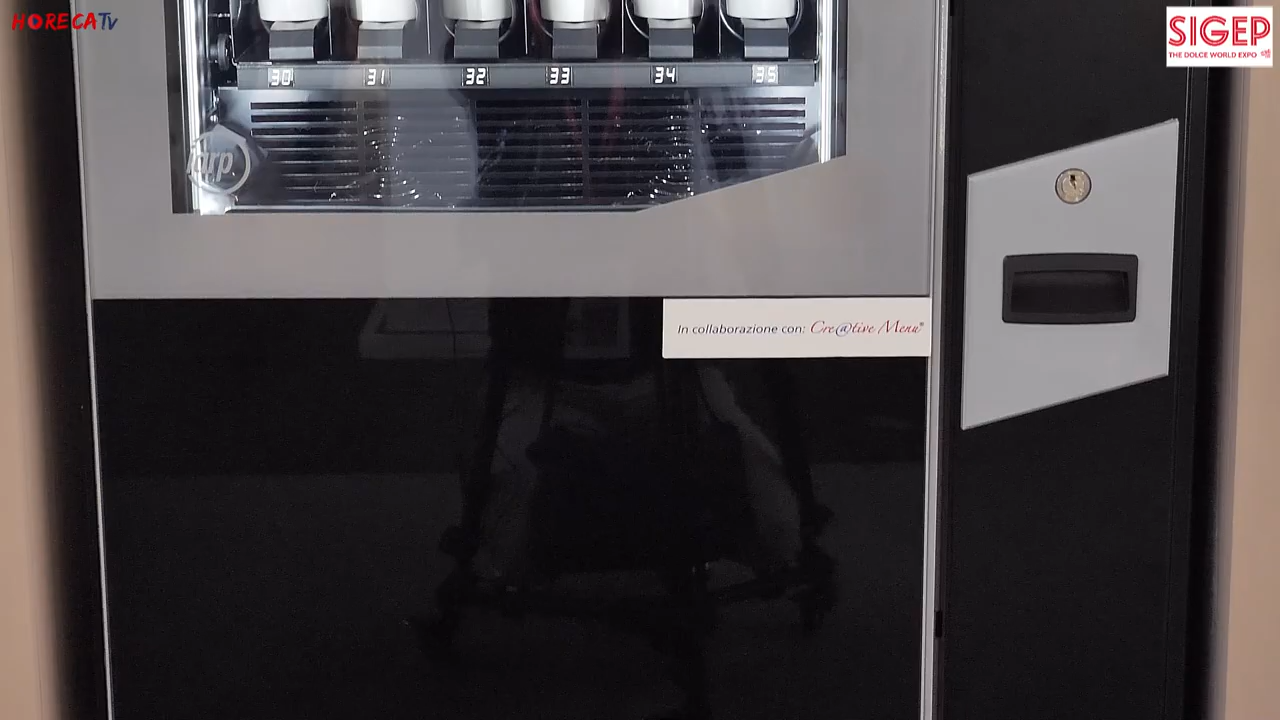 HORECATV
SIGEP
THE DOLCE WORLD EXPO
30 31 32 33 34 35
In collaborazione con: Cre@tive Menu®